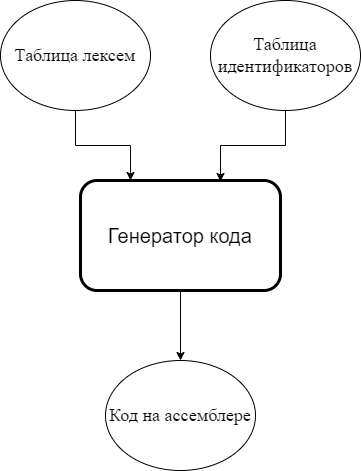 Таблица лексем
Таблица
идентификаторов
Генератор кода
Код на ассемблере